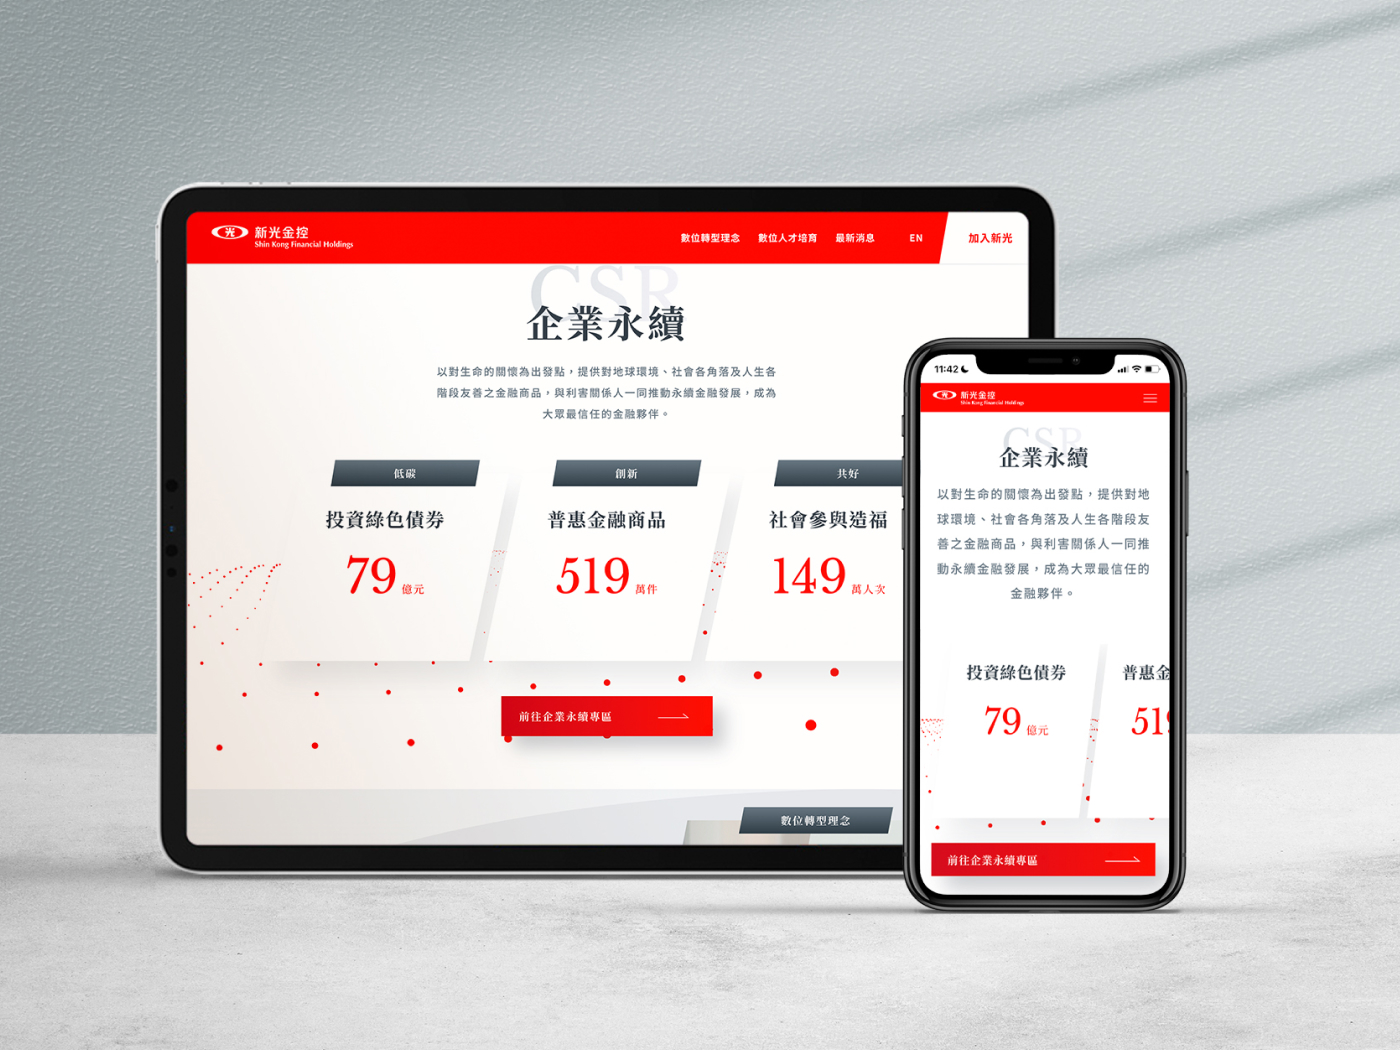 新光金控
Shin Kong Financial Holdings
數位轉型理念 數位人才培育 最新消息 EN 加入新光
CSR
企業永續
以對生命的關懷為出發點，提供對地球環境、社會各角落及人生各
階段友善之金融商品，與利害關係人一同推動永續金融發展，成為
大眾最信任的金融夥伴。
低碳
投資綠色債券
79 億元
創新
普惠金融商品
519 萬件
共好
社會參與造福
149 萬人次
前往企業永續專區
數位轉型理念
11:42
新光金控
Shin Kong Financial Holdings
CSR
企業永續
以對生命的關懷為出發點，提供對地
球環境、社會各角落及人生各階段友
善之金融商品，與利害關係人一同推
動永續金融發展，成為大眾最信任的
金融夥伴。
投資綠色債券
79 億元
普惠金
519
前往企業永續專區